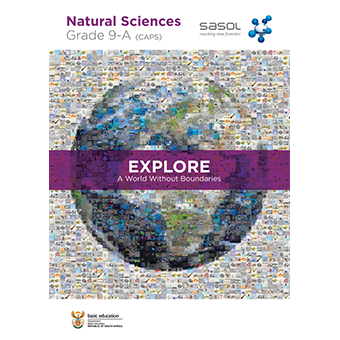 Natural Sciences
Grade 9-A (CAPS)
sasol
reaching new frontiers
EXPLORE
A World Without Boundaries
basic education
Department:
Basic Education
REPUBLIC OF SOUTH AFRICA